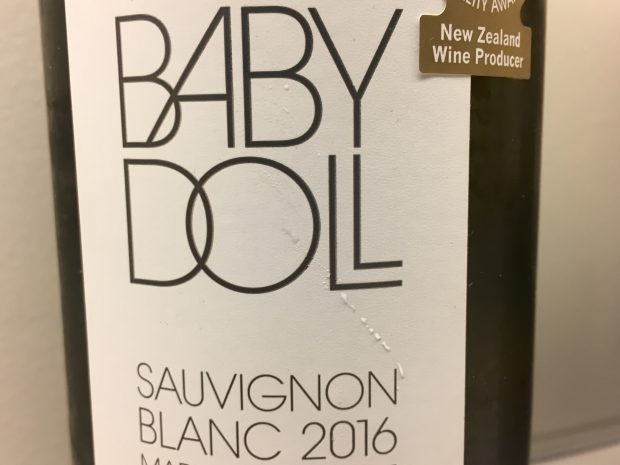 BABY
DOLL
New Zealand
Wine Producer
SAUVIGNON
BLANC 2016